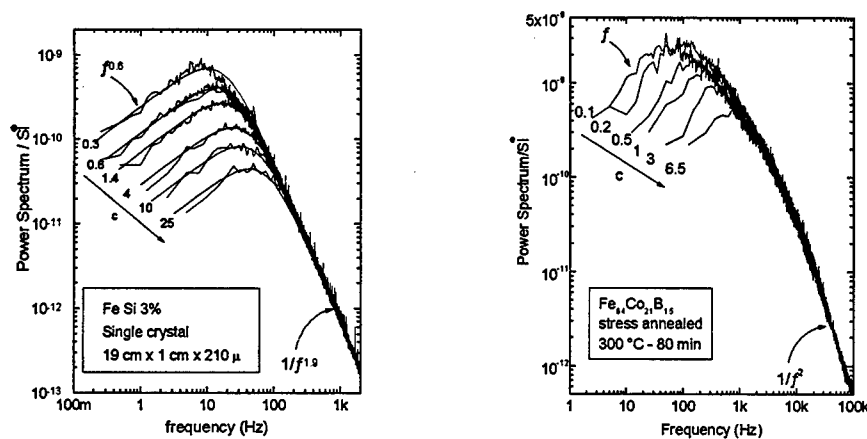 10-9
10-10
10-11
10-12
10-13
Power Spectrum / Sİ
f0.6
0.3
0.6
1.4
4
10
25
c
Fe Si 3%
Single crystal
19 cm x 1 cm x 210 μ
1/f1.9
100m 1 10 100 1k
frequency (Hz)
5x10-8
10-9
10-10
10-11
10-12
Power Spectrum/Sİ
f
0.1
0.2
0.5
1
3
6.5
c
Fe64Co21B15
stress annealed
300 °C - 80 min
1/f2
1 10 100 1k 10k 100k
Frequency (Hz)